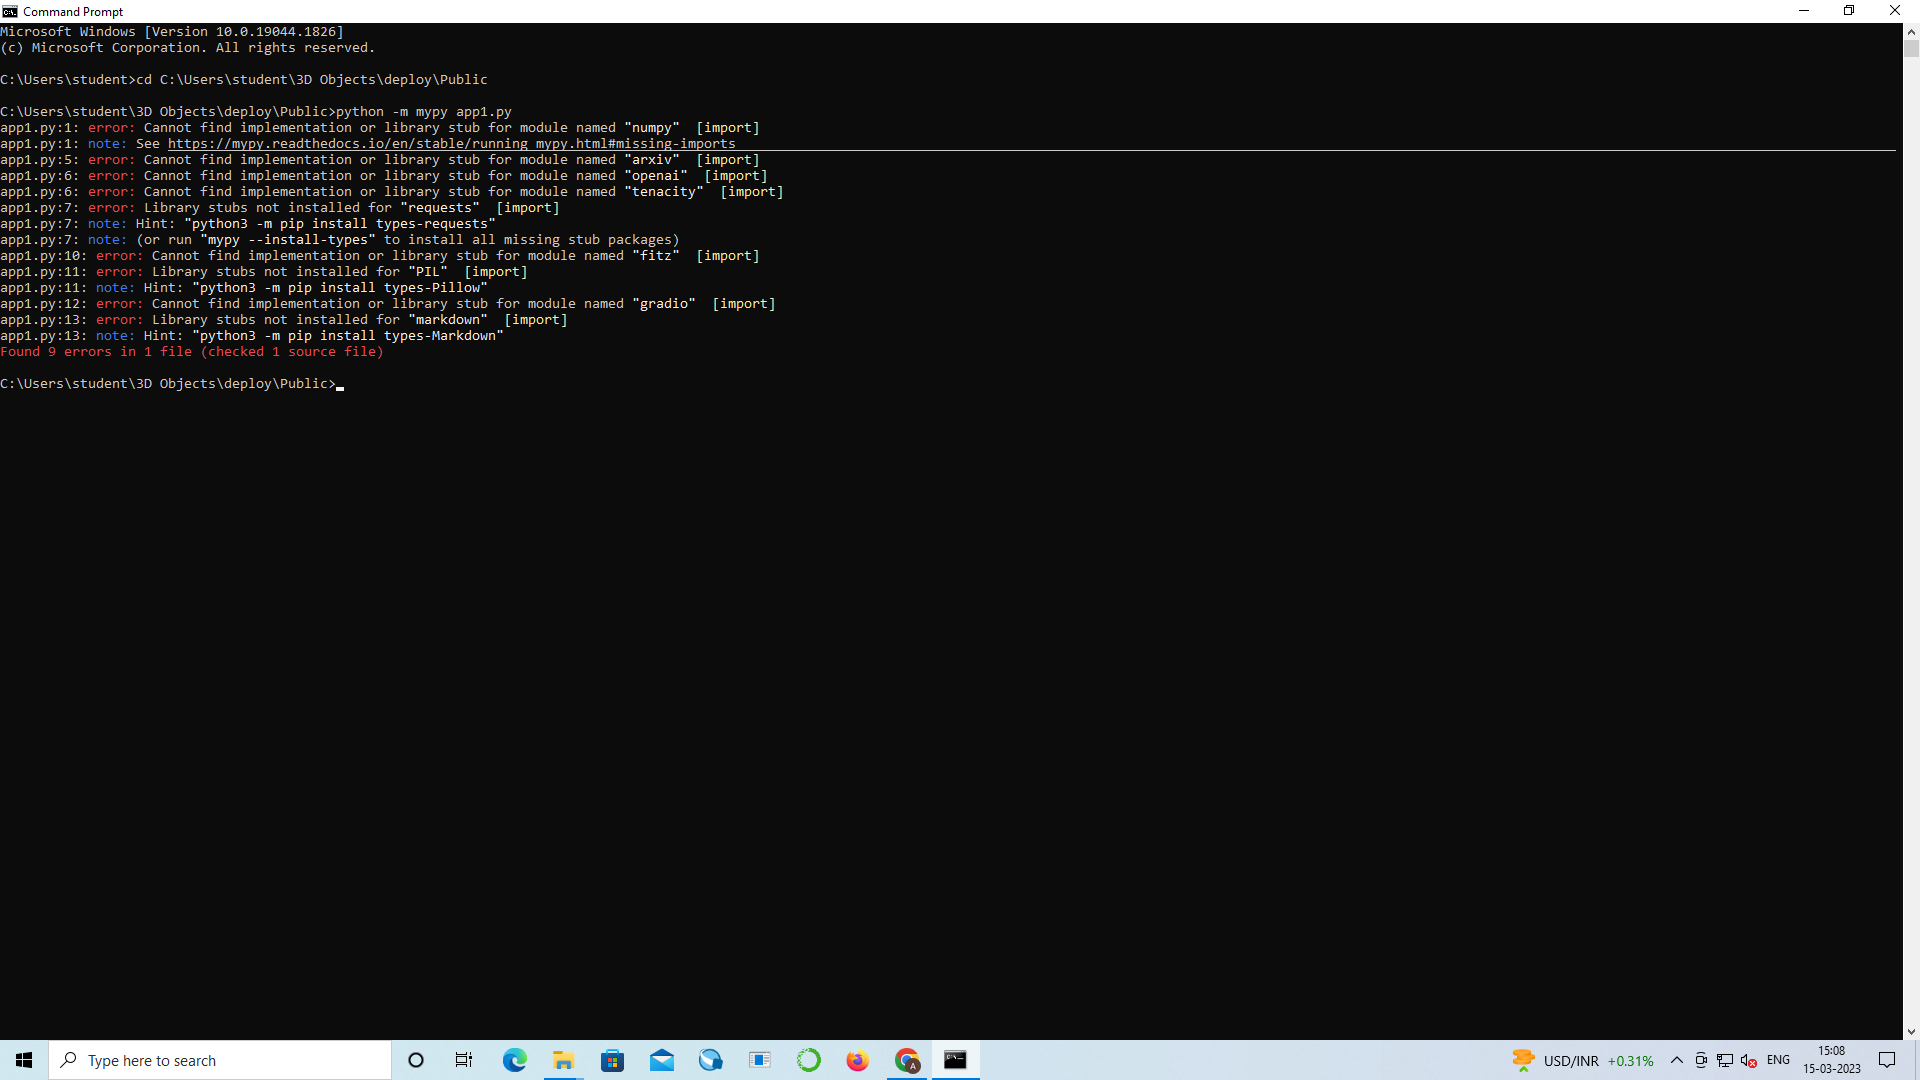 Command Prompt
Microsoft Windows [Version 10.0.19044.1826]
(c) Microsoft Corporation. All rights reserved.
C:\Users\student>cd C:\Users\student\3D Objects\deploy\Public
C:\Users\student\3D Objects\deploy\Public>python -m mypy app1.py
app1.py:1: error: Cannot find implementation or library stub for module named "numpy"  [import]
app1.py:1: note: See https://mypy.readthedocs.io/en/stable/running_mypy.html#missing-imports
app1.py:5: error: Cannot find implementation or library stub for module named "arxiv"  [import]
app1.py:6: error: Cannot find implementation or library stub for module named "openai"  [import]
app1.py:6: error: Cannot find implementation or library stub for module named "tenacity"  [import]
app1.py:7: error: Library stubs not installed for "requests"  [import]
app1.py:7: note: Hint: "python3 -m pip install types-requests"
app1.py:7: note: (or run "mypy --install-types" to install all missing stub packages)
app1.py:10: error: Cannot find implementation or library stub for module named "fitz"  [import]
app1.py:11: error: Library stubs not installed for "PIL"  [import]
app1.py:11: note: Hint: "python3 -m pip install types-Pillow"
app1.py:12: error: Cannot find implementation or library stub for module named "gradio"  [import]
app1.py:13: error: Library stubs not installed for "markdown"  [import]
app1.py:13: note: Hint: "python3 -m pip install types-Markdown"
Found 9 errors in 1 file (checked 1 source file)
C:\Users\student\3D Objects\deploy\Public>
Type here to search
USD/INR +0.31%
ENG
15:08
15-03-2023